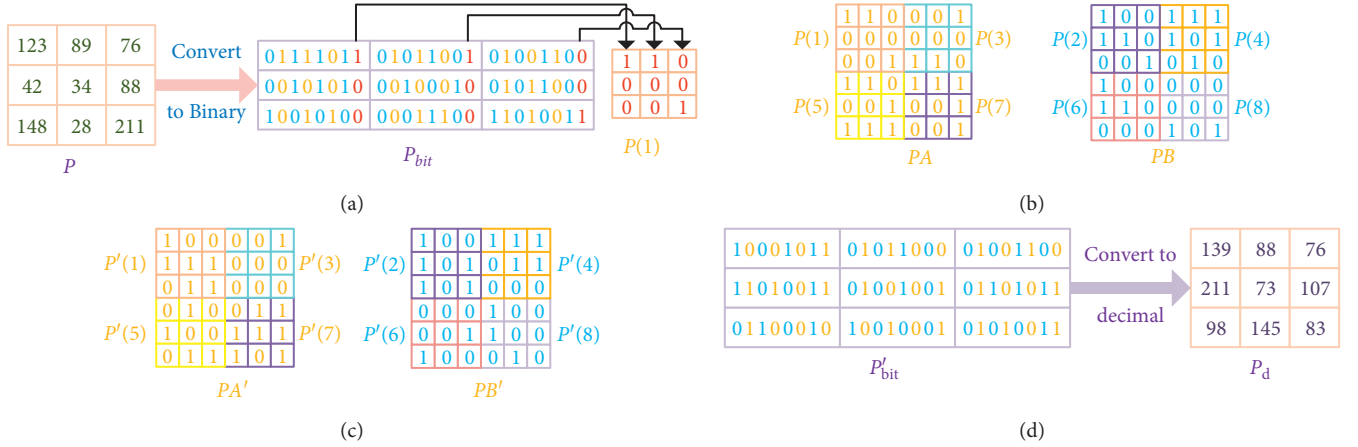 123 89 76
42 34 88
148 28 211
P
Convert
to Binary
01111011 01011001 01001100
00101010 00100010 01011000
10010100 00011100 11010011
P_bit
1 1 0
0 0 0
0 0 1
P(1)
(a)
1 1 0 0 0 1
P(1) 0 0 0 0 0 0 P(3)
0 0 1 1 1 0
1 1 0 1 1 1
P(5) 0 0 1 0 0 1 P(7)
1 1 1 0 0 1
PA
1 0 0 1 1 1
P(2) 1 1 0 1 0 1 P(4)
0 0 1 0 1 0
1 0 0 0 0 0
P(6) 1 1 0 0 0 0 P(8)
0 0 0 1 0 1
PB
(b)
1 0 0 0 0 1
P′(1) 1 1 1 0 0 0 P′(3)
0 1 1 0 0 0
0 1 0 0 1 1
P′(5) 1 0 0 1 1 1 P′(7)
0 1 1 1 0 1
PA′
1 0 0 1 1 1
P′(2) 1 0 1 0 1 1 P′(4)
1 0 1 0 0 0
0 0 0 1 0 0
P′(6) 0 0 1 1 1 0 P′(8)
1 0 0 0 1 0
PB′
(c)
10001011 01011000 01001100
11010011 01001001 01101011
01100010 10010001 01010011
P′bit
Convert to
decimal
139 88 76
211 73 107
98 145 83
P_d
(d)